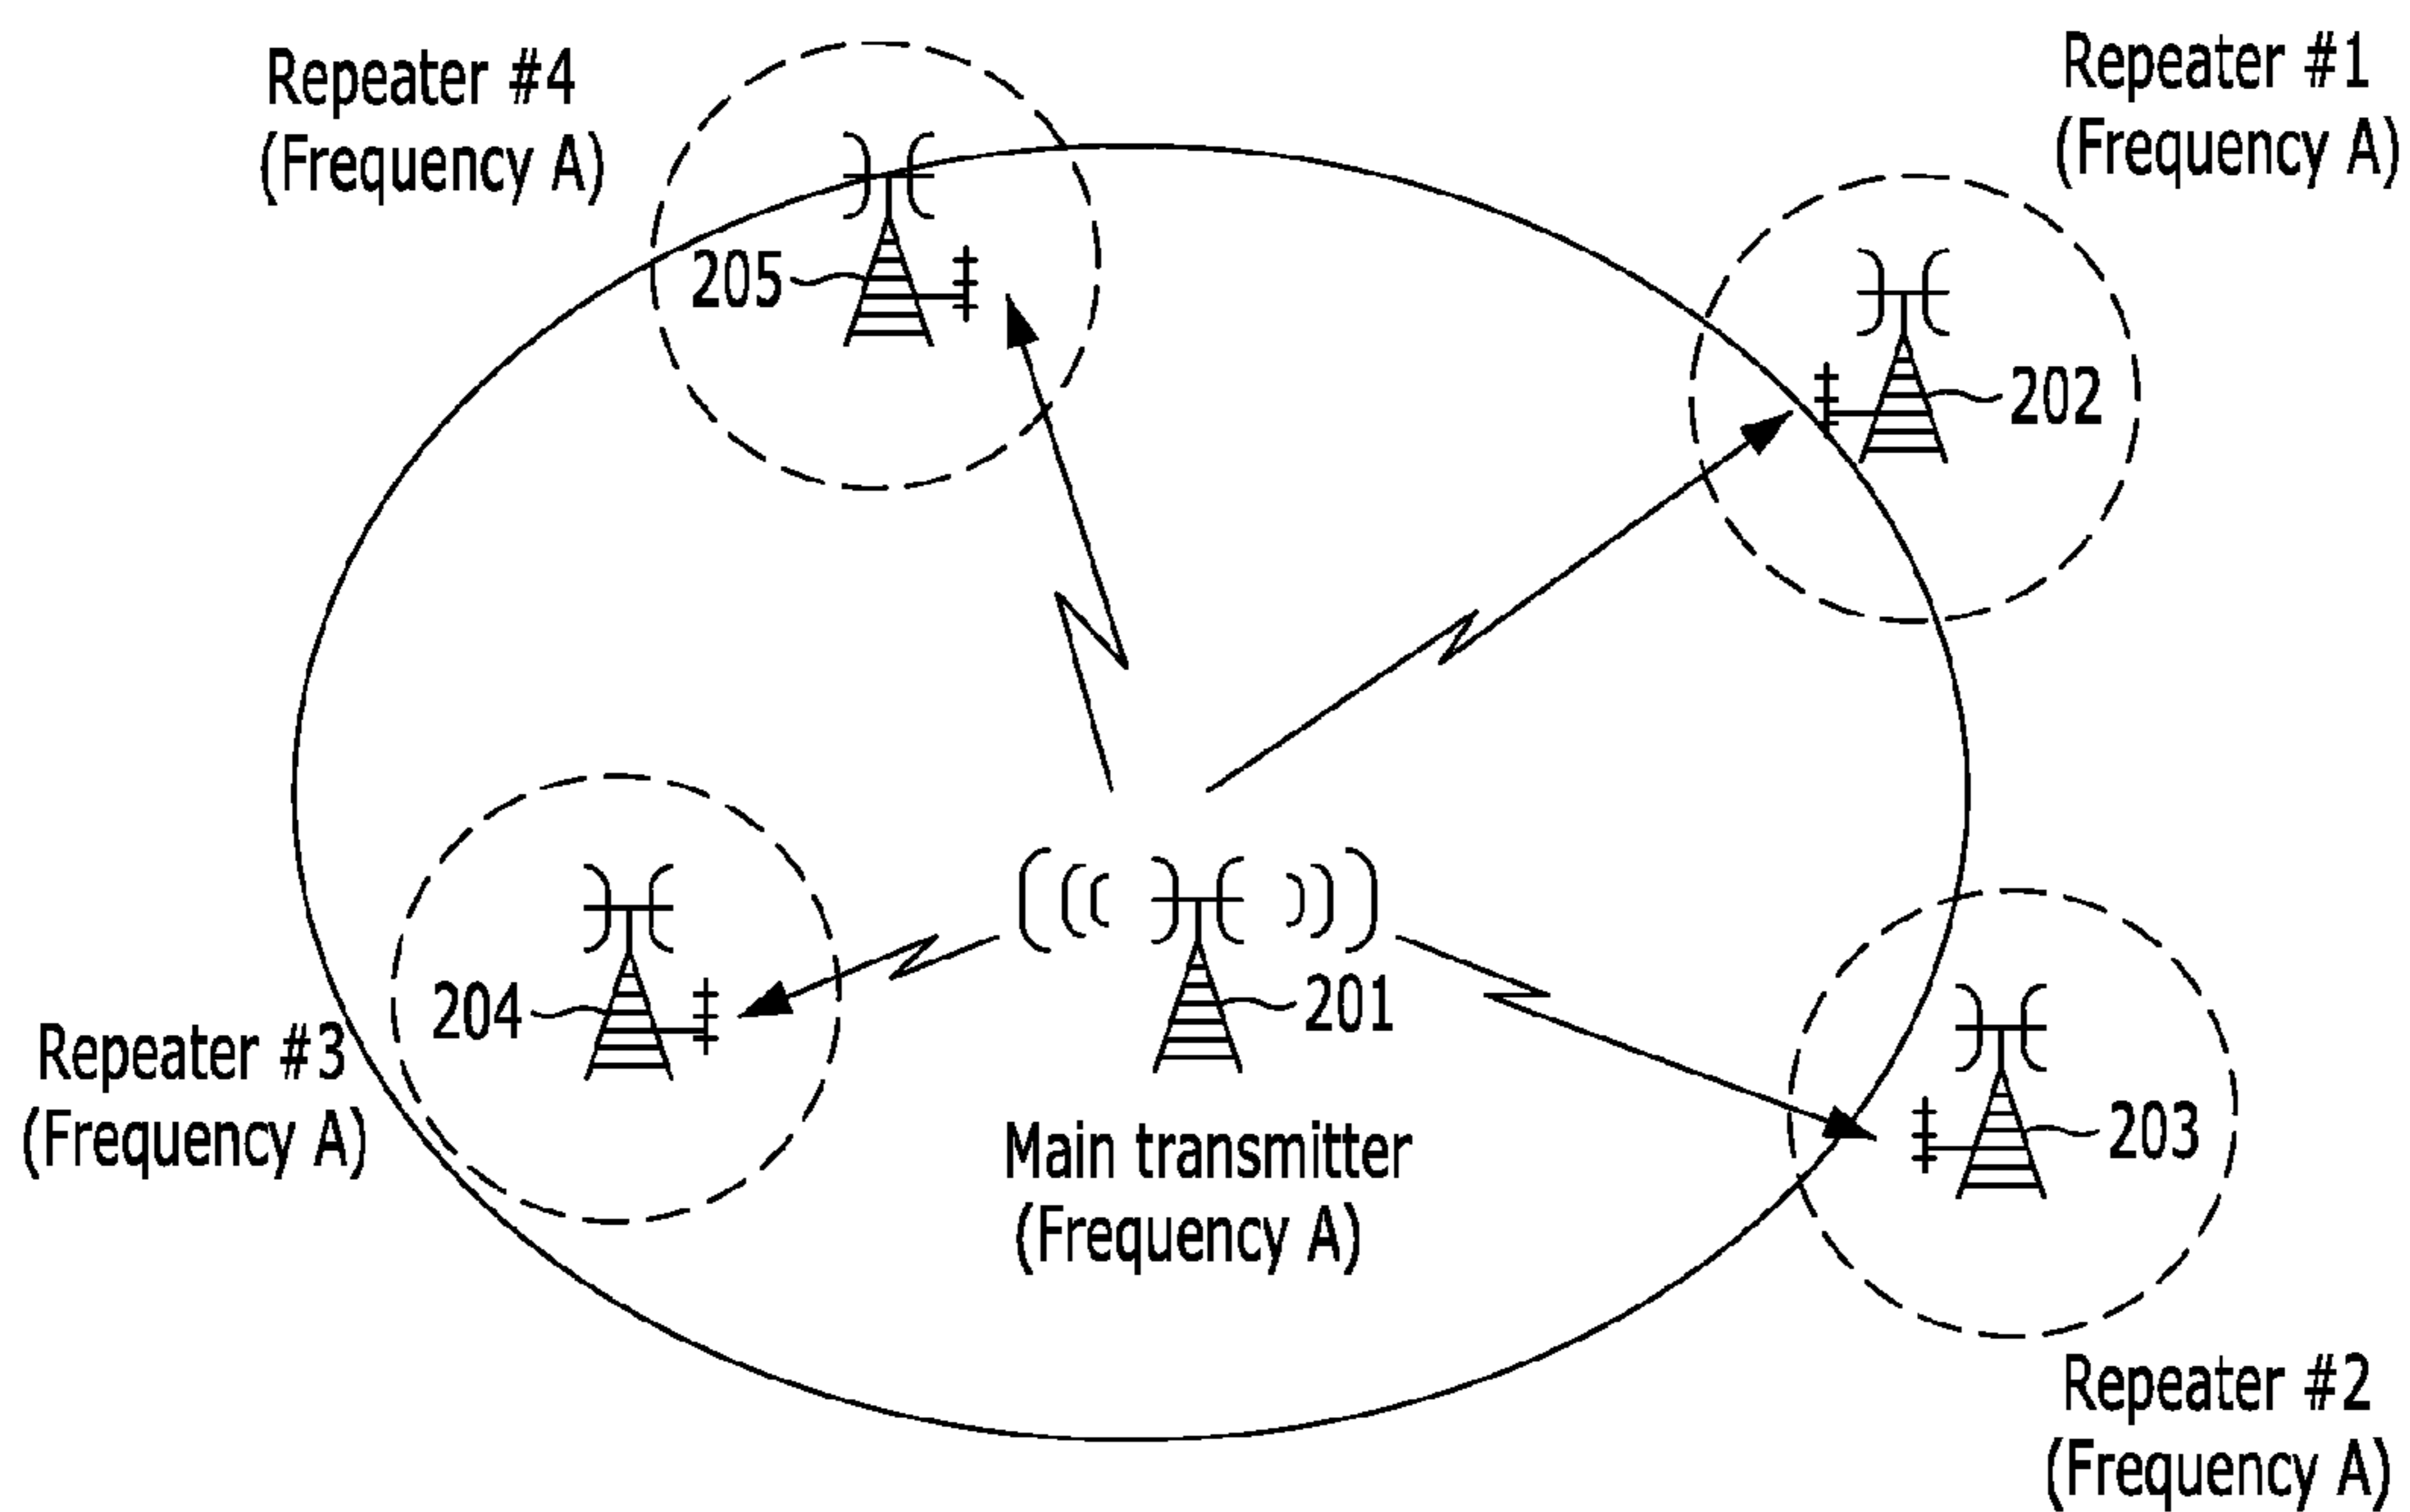 Repeater #4
(Frequency A)
Repeater #1
(Frequency A)
205
202
204
201
Repeater #3
(Frequency A)
Main transmitter
(Frequency A)
203
Repeater #2
(Frequency A)